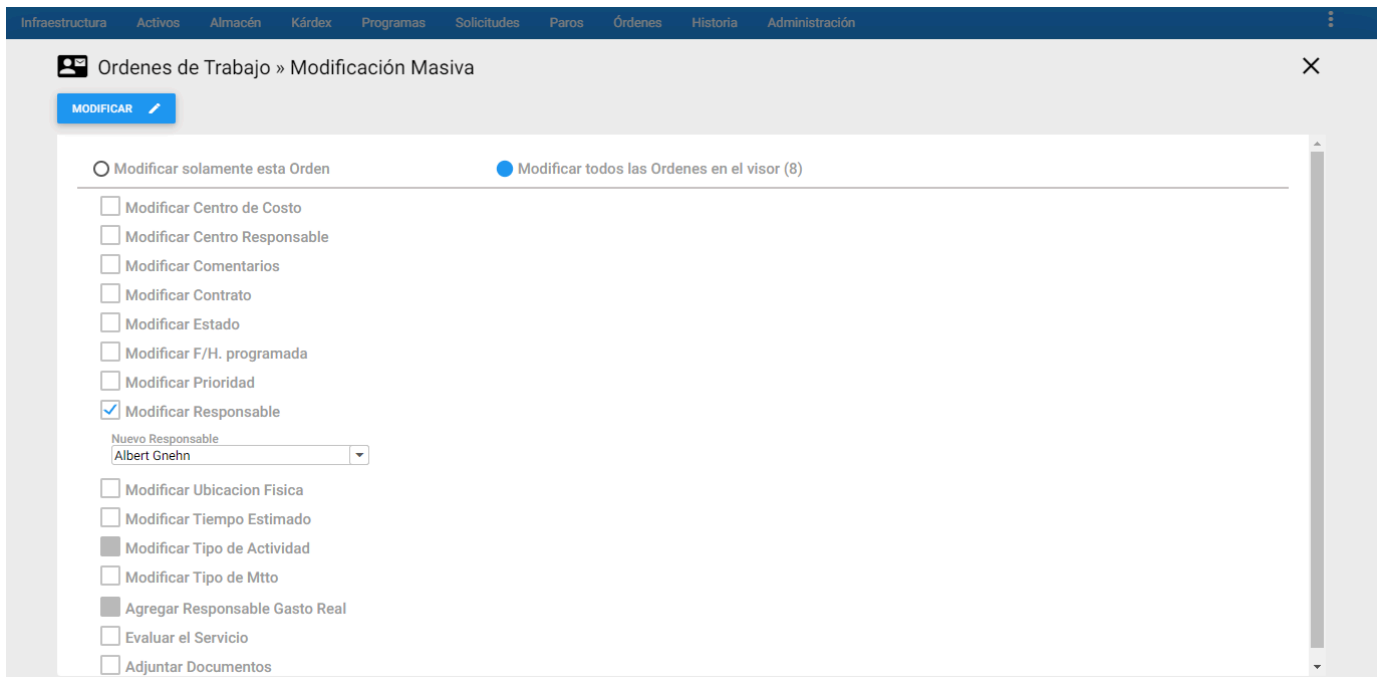 Infraestructura Activos Almacén Kárdex Programas Solicitudes Paros Órdenes Historia Administración
Ordenes de Trabajo » Modificación Masiva
MODIFICAR
Modificar solamente esta Orden Modificar todos las Ordenes en el visor (8)
Modificar Centro de Costo
Modificar Centro Responsable
Modificar Comentarios
Modificar Contrato
Modificar Estado
Modificar F/H. programada
Modificar Prioridad
Modificar Responsable
Nuevo Responsable
Albert Gnehn
Modificar Ubicacion Fisica
Modificar Tiempo Estimado
Modificar Tipo de Actividad
Modificar Tipo de Mtto
Agregar Responsable Gasto Real
Evaluar el Servicio
Adjuntar Documentos